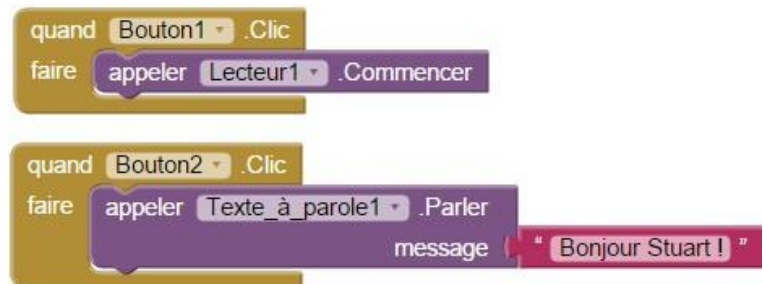 quand Bouton1 .Clic
faire appeler Lecteur1 .Commencer
quand Bouton2 .Clic
faire appeler Texte_à_parole1 .Parler
message " Bonjour Stuart ! "